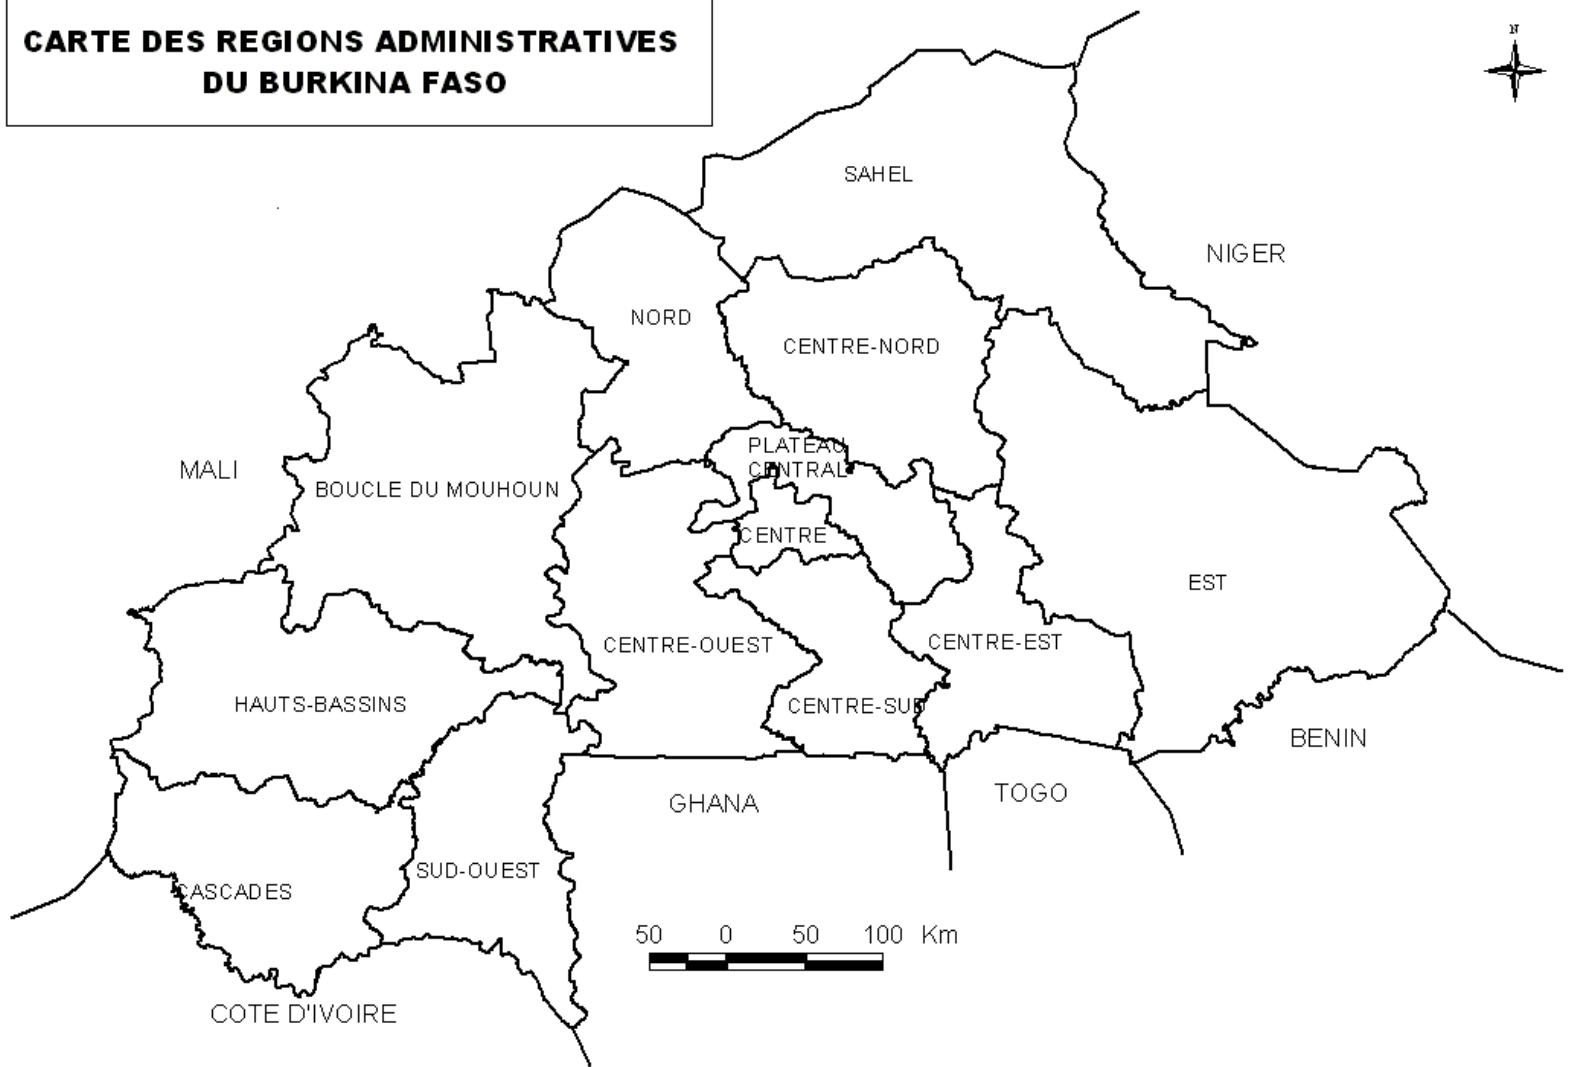 CARTE DES REGIONS ADMINISTRATIVES
DU BURKINA FASO
N
SAHEL
NIGER
NORD
CENTRE-NORD
PLATEAU
CENTRAL
MALI
BOUCLE DU MOUHOUN
CENTRE
EST
CENTRE-OUEST
CENTRE-EST
HAUTS-BASSINS
CENTRE-SUD
BENIN
GHANA
TOGO
SUD-OUEST
CASCADES
50 0 50 100 Km
COTE D'IVOIRE